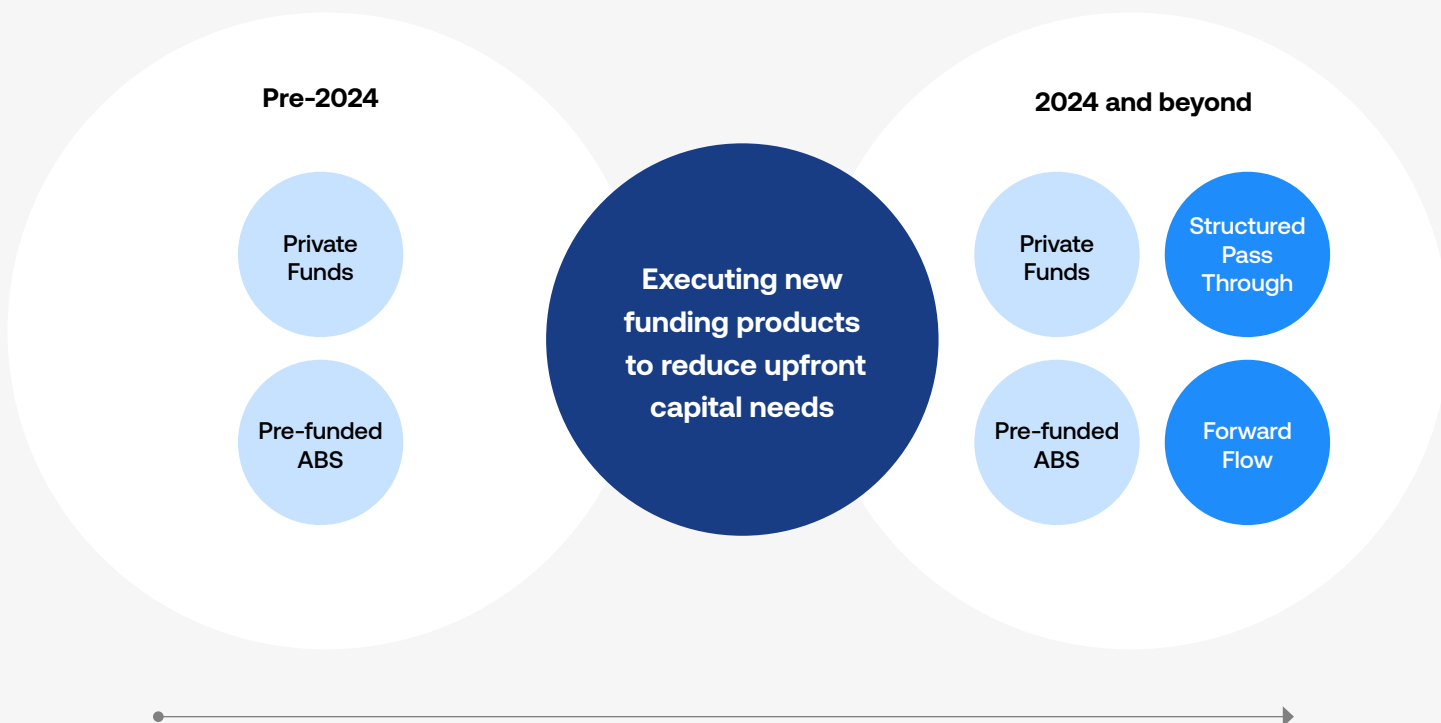 Pre-2024
Private
Funds
Pre-funded
ABS
Executing new
funding products
to reduce upfront
capital needs
2024 and beyond
Private
Funds
Structured
Pass
Through
Pre-funded
ABS
Forward
Flow